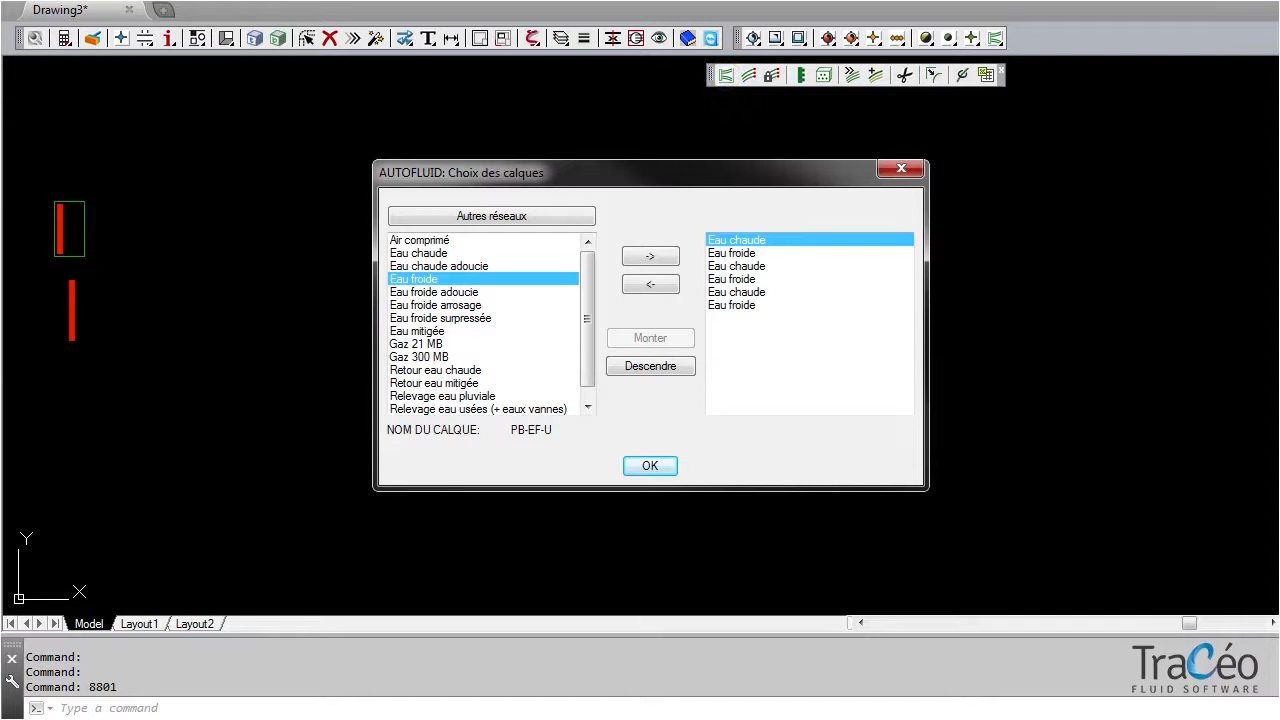 Drawing3*
AUTOFLUID: Choix des calques
Autres réseaux
Air comprimé
Eau chaude
Eau chaude adoucie
Eau froide
Eau froide adoucie
Eau froide arrosage
Eau froide surpressée
Eau mitigée
Gaz 21 MB
Gaz 300 MB
Retour eau chaude
Retour eau mitigée
Relevage eau pluviale
Relevage eau usées (+ eaux vannes)
->
<-
Monter
Descendre
Eau chaude
Eau froide
Eau chaude
Eau froide
Eau chaude
Eau froide
NOM DU CALQUE: PB-EF-U
OK
Y
X
Model Layout1 Layout2
Command:
Command:
Command: 8801
Type a command
TraCéo
FLUID SOFTWARE